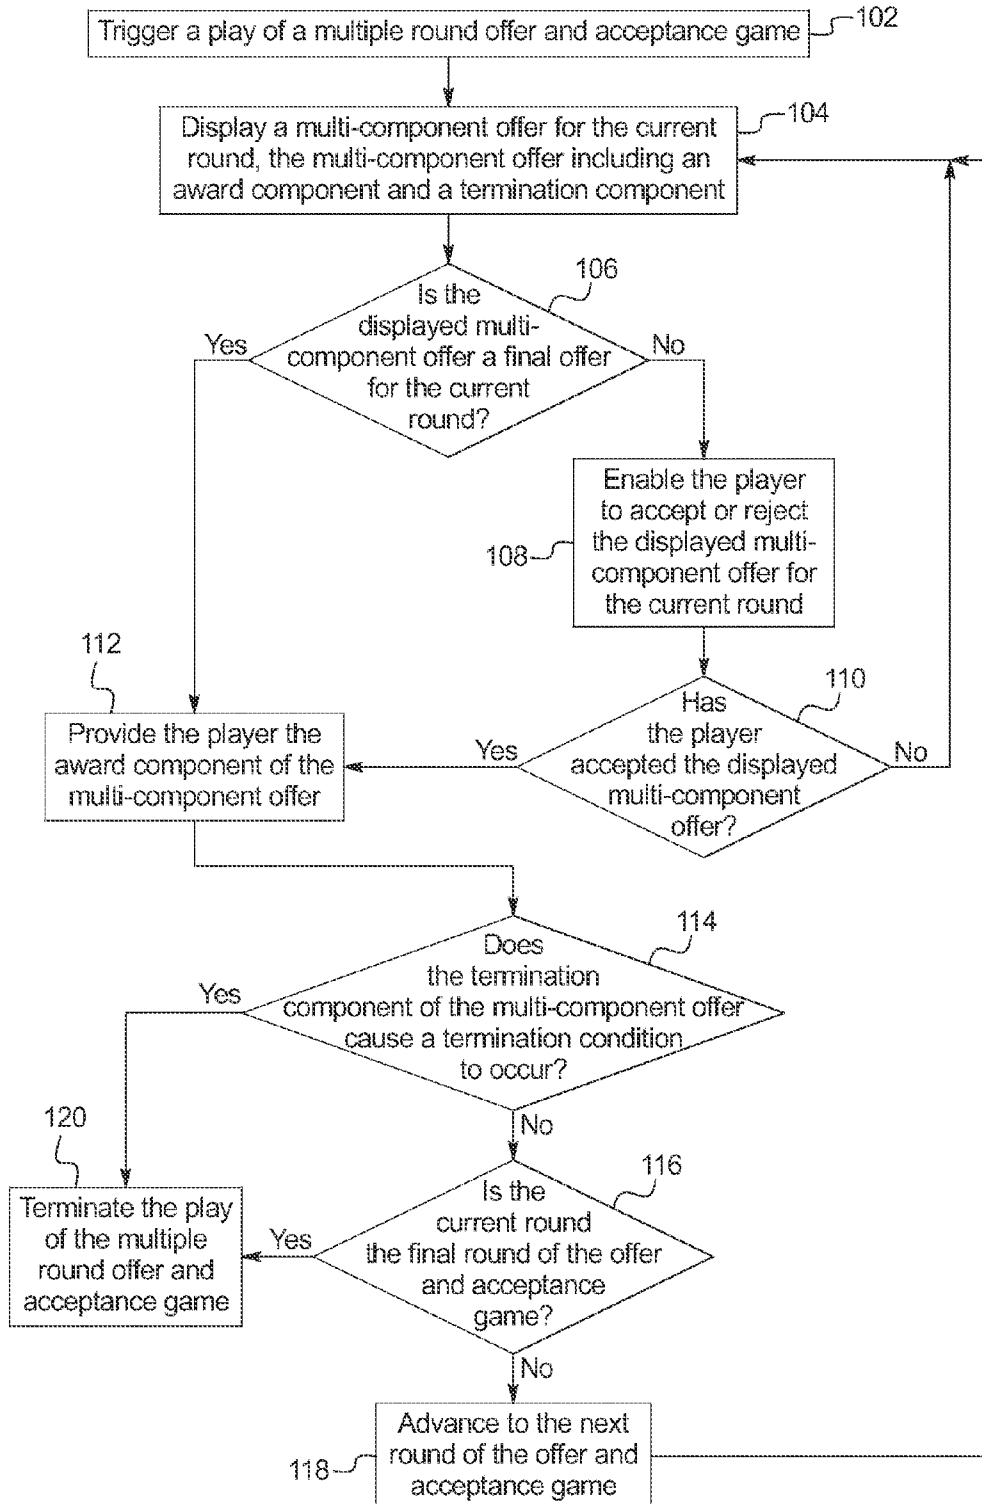 Trigger a play of a multiple round offer and acceptance game
102
Display a multi-component offer for the current
round, the multi-component offer including an
award component and a termination component
104
Is the
displayed multi-
component offer a final offer
for the current
round?
106
Yes
No
Enable the player
to accept or reject
the displayed multi-
component offer for
the current round
108
112
Provide the player the
award component of the
multi-component offer
Has
the player
accepted the displayed
multi-component
offer?
110
Yes
No
Does
the termination
component of the multi-component offer
cause a termination condition
to occur?
114
Yes
No
120
Terminate the play
of the multiple
round offer and
acceptance game
Is the
current round
the final round of the offer
and acceptance
game?
116
Yes
No
Advance to the next
round of the offer and
acceptance game
118